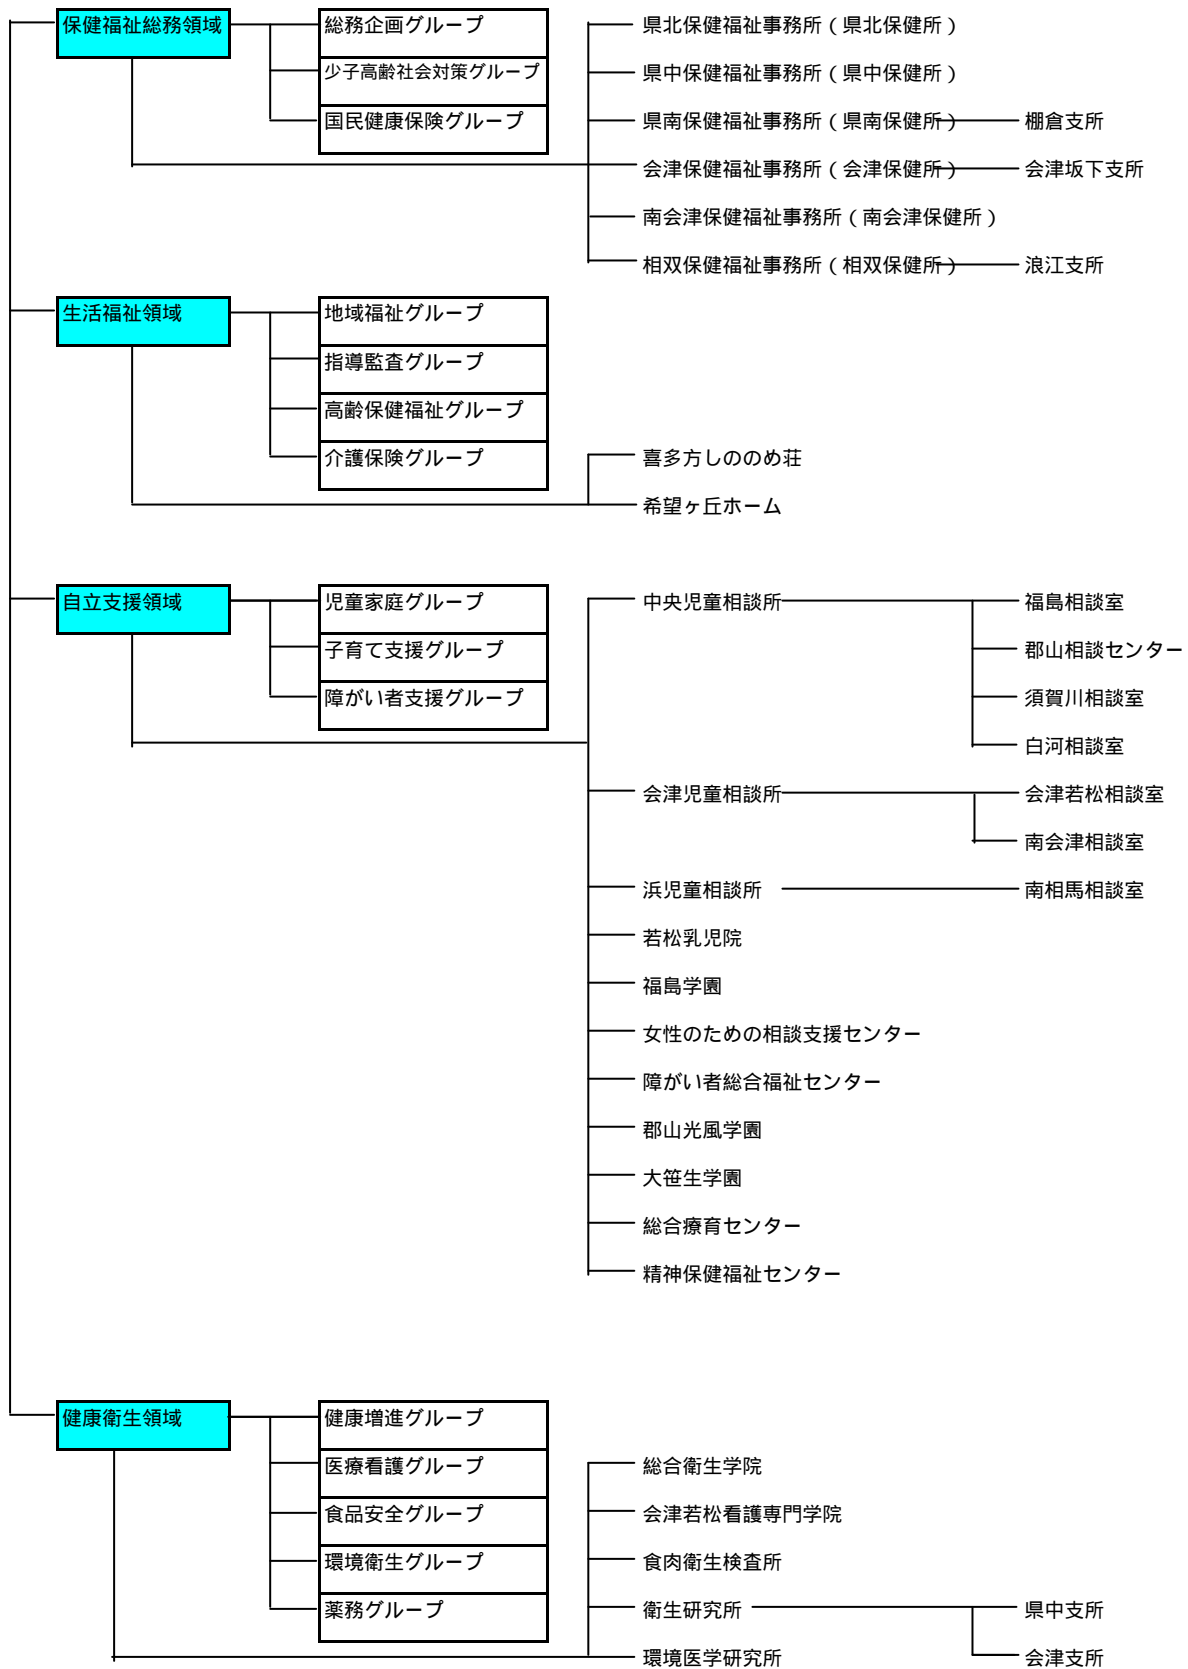 保健福祉総務領域
総務企画グループ
県北保健福祉事務所(県北保健所)
少子高齢社会対策グループ
県中保健福祉事務所(県中保健所)
国民健康保険グループ
県南保健福祉事務所(県南保健所)
棚倉支所
会津保健福祉事務所(会津保健所)
会津坂下支所
南会津保健福祉事務所(南会津保健所)
相双保健福祉事務所(相双保健所)
浪江支所
生活福祉領域
地域福祉グループ
指導監査グループ
高齢保健福祉グループ
介護保険グループ
喜多方しののめ荘
希望ヶ丘ホーム
自立支援領域
児童家庭グループ
中央児童相談所
福島相談室
子育て支援グループ
郡山相談センター
障がい者支援グループ
須賀川相談室
白河相談室
会津児童相談所
会津若松相談室
南会津相談室
浜児童相談所
南相馬相談室
若松乳児院
福島学園
女性のための相談支援センター
障がい者総合福祉センター
郡山光風学園
大笹生学園
総合療育センター
精神保健福祉センター
健康衛生領域
健康増進グループ
医療看護グループ
総合衛生学院
食品安全グループ
会津若松看護専門学院
環境衛生グループ
食肉衛生検査所
薬務グループ
衛生研究所
県中支所
環境医学研究所
会津支所